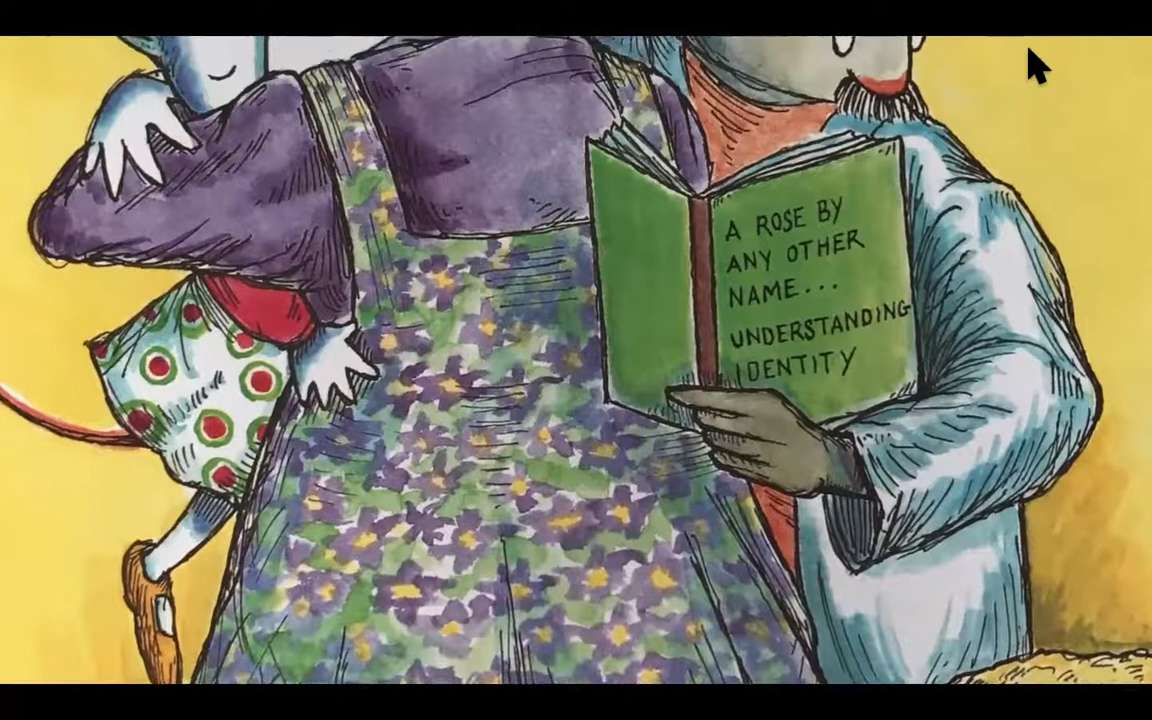 A ROSE BY
ANY OTHER
NAME...
UNDERSTANDING
IDENTITY